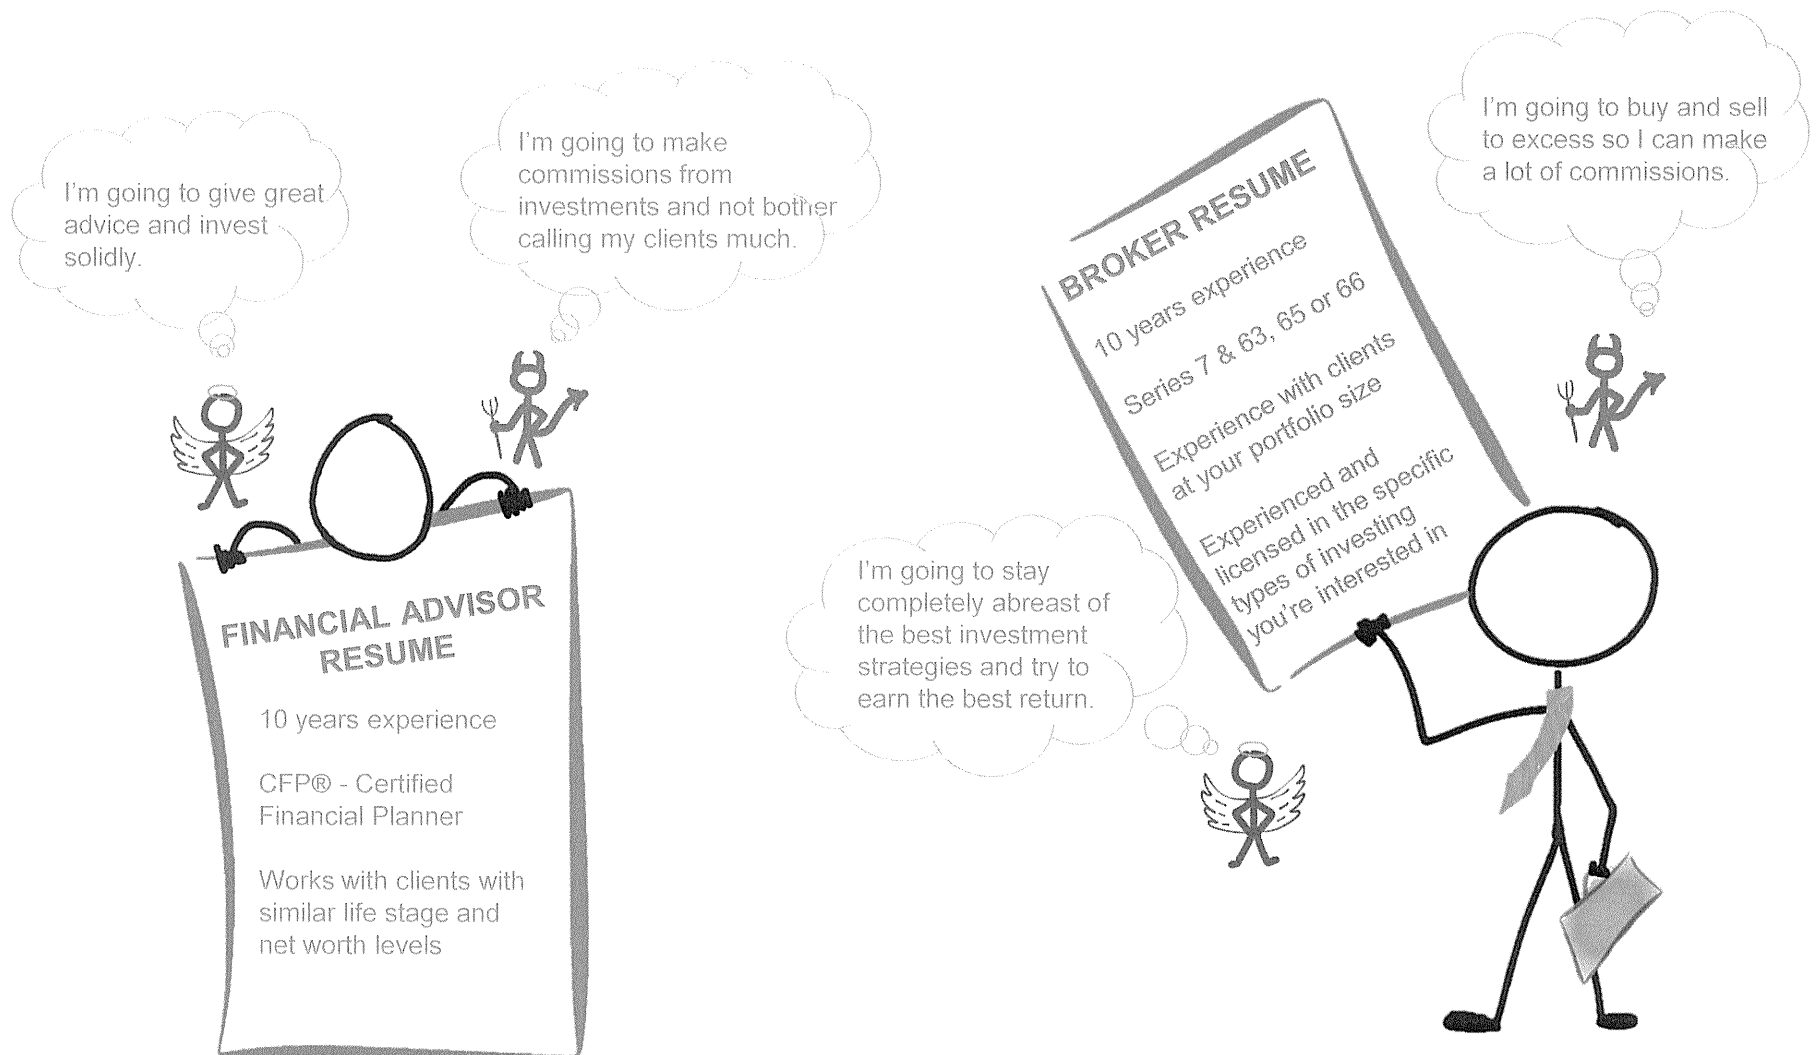 I'm going to give great
advice and invest
solidly.
I'm going to make
commissions from
investments and not bother
calling my clients much.
FINANCIAL ADVISOR
RESUME
10 years experience
CFP® - Certified
Financial Planner
Works with clients with
similar life stage and
net worth levels
I'm going to buy and sell
to excess so I can make
a lot of commissions.
BROKER RESUME
10 years experience
Series 7 & 63, 65 or 66
Experience with clients
at your portfolio size
Experienced and
licensed in the specific
types of investing
you're interested in
I'm going to stay
completely abreast of
the best investment
strategies and try to
earn the best return.